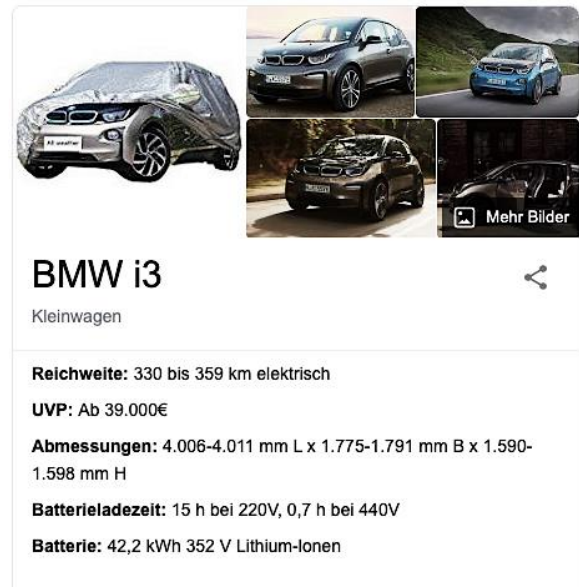 All weather
Mehr Bilder
BMW i3
Kleinwagen
Reichweite: 330 bis 359 km elektrisch
UVP: Ab 39.000€
Abmessungen: 4.006-4.011 mm L x 1.775-1.791 mm B x 1.590-
1.598 mm H
Batterieladezeit: 15 h bei 220V, 0,7 h bei 440V
Batterie: 42,2 kWh 352 V Lithium-Ionen